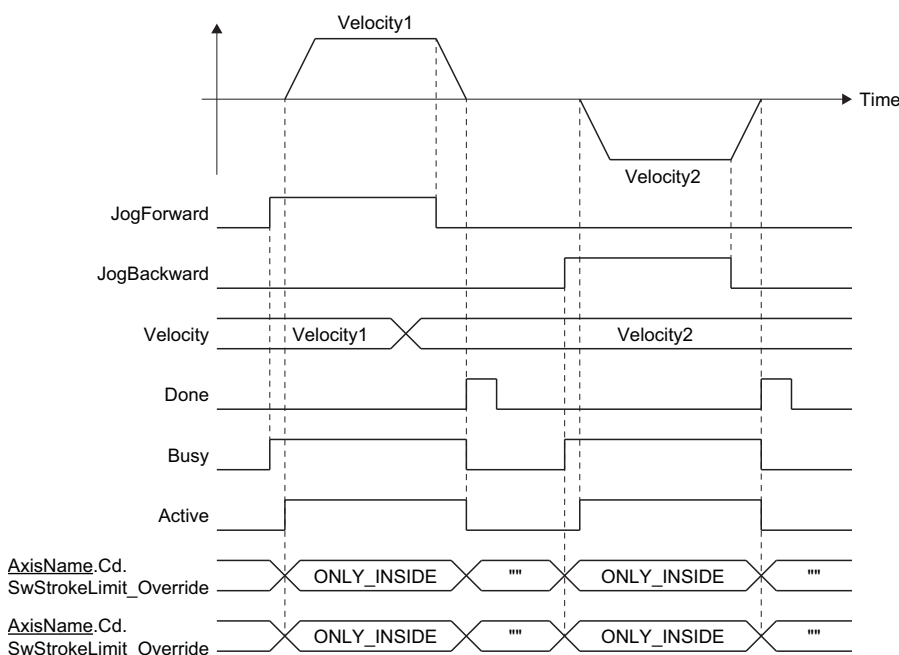 Velocity1
Time
Velocity2
JogForward
JogBackward
Velocity
Velocity1
Velocity2
Done
Busy
Active
AxisName.Cd.
SwStrokeLimit_Override
ONLY_INSIDE
""
ONLY_INSIDE
""
AxisName.Cd.
SwStrokeLimit_Override
ONLY_INSIDE
""
ONLY_INSIDE
""